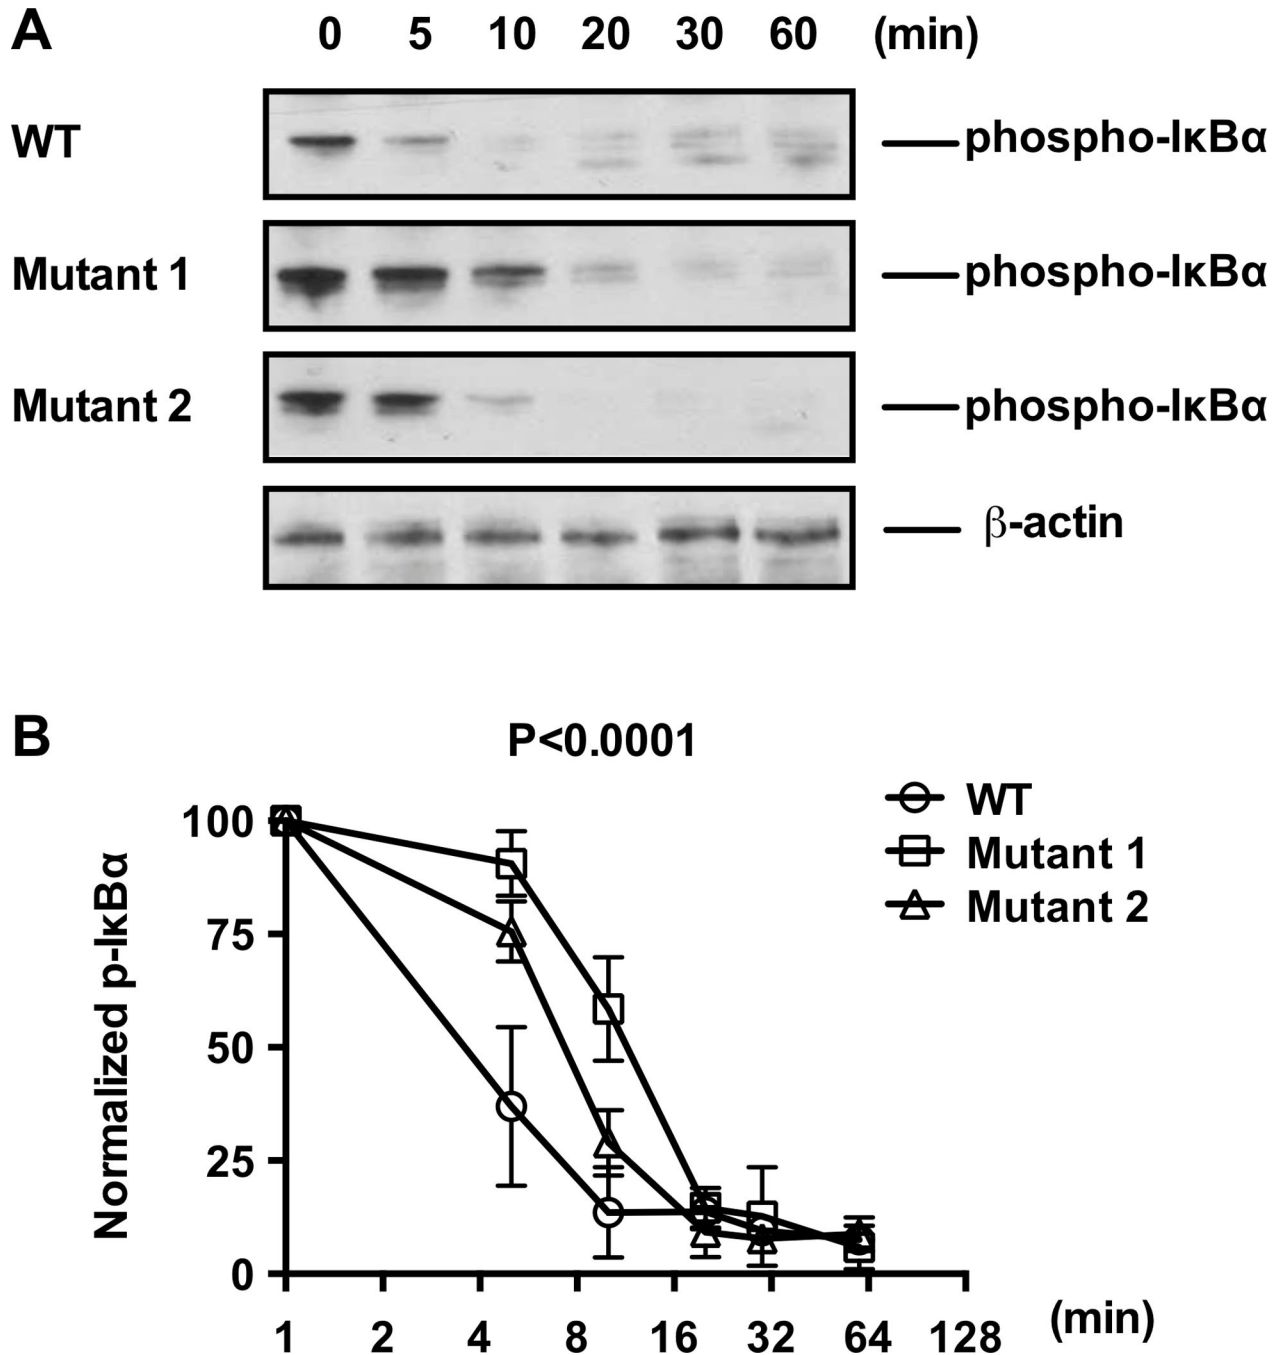 A 0 5 10 20 30 60 (min)
WT phospho-IκBα
Mutant 1 phospho-IκBα
Mutant 2 phospho-IκBα
β-actin
B P<0.0001
WT
Mutant 1
Mutant 2
Normalized p-IκBα
100
75
50
25
0
1 2 4 8 16 32 64 128 (min)